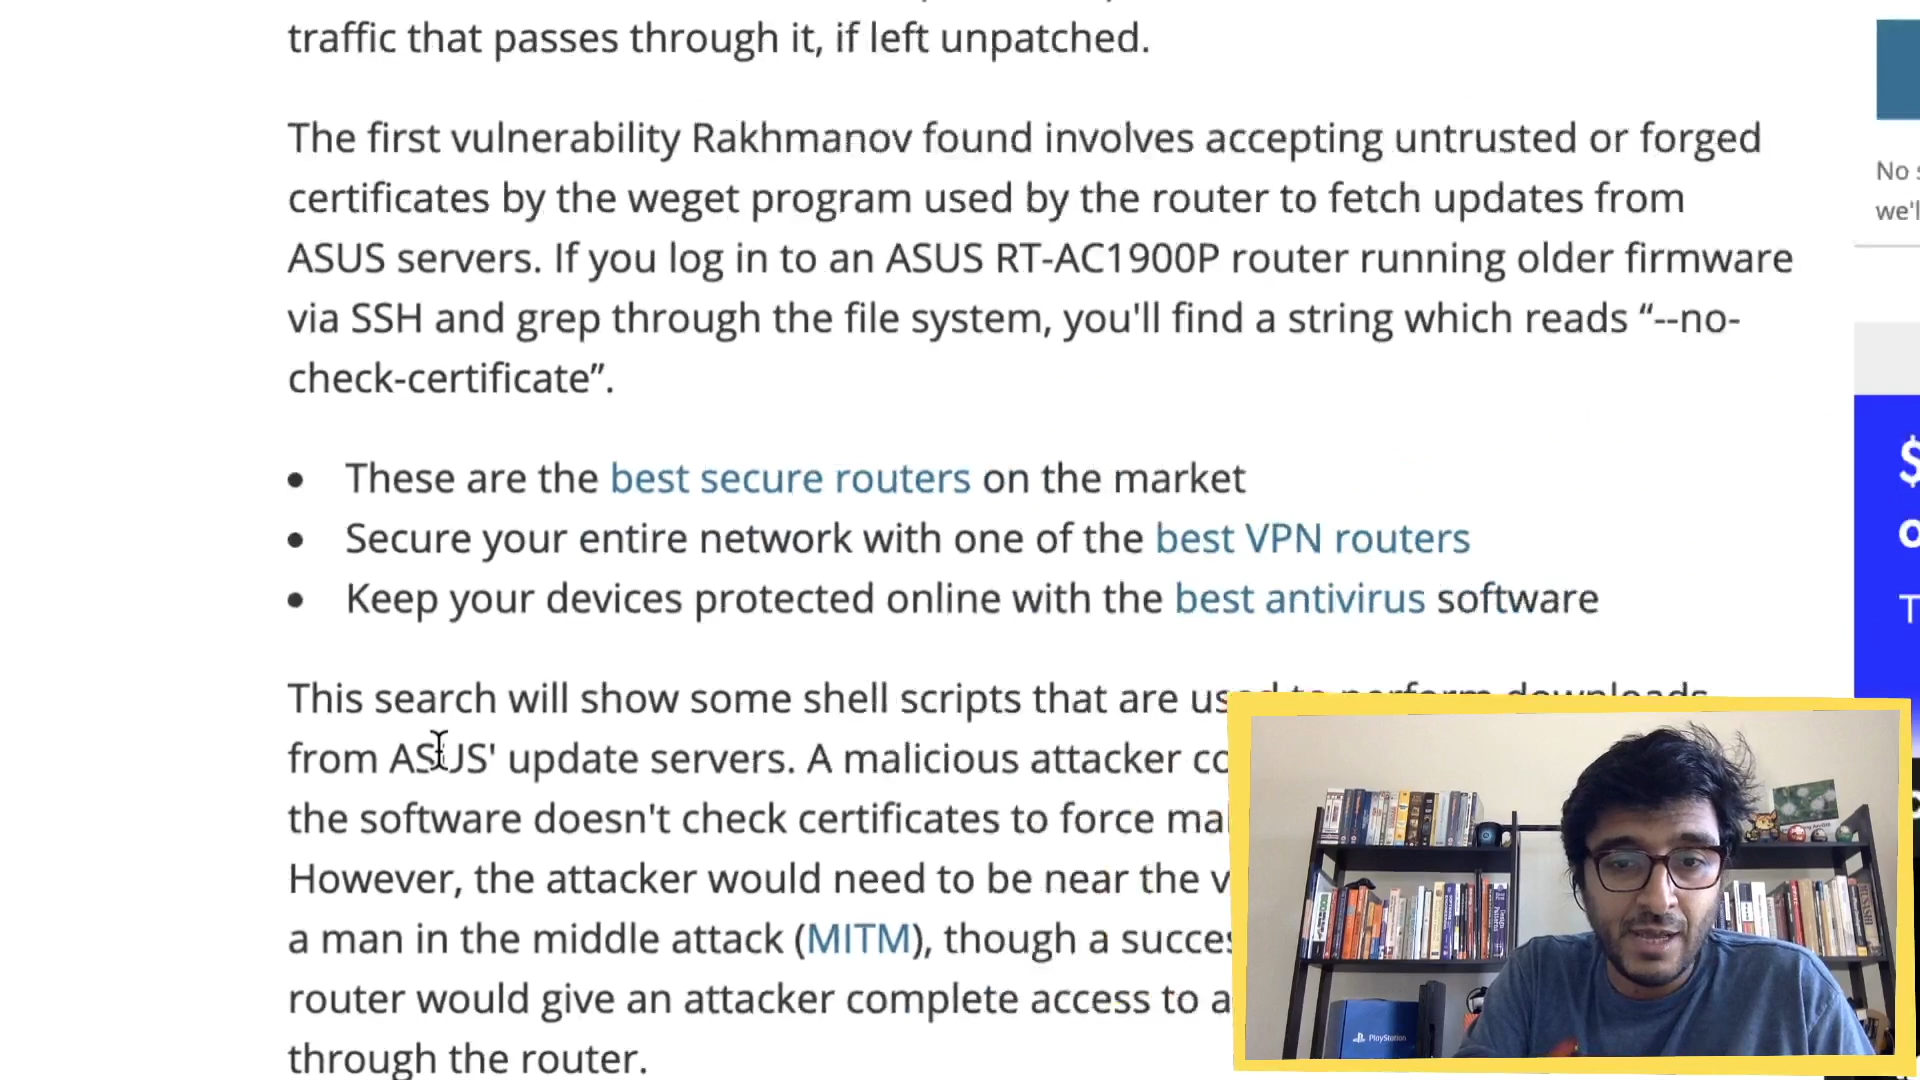 traffic that passes through it, if left unpatched.
The first vulnerability Rakhmanov found involves accepting untrusted or forged
certificates by the weget program used by the router to fetch updates from
ASUS servers. If you log in to an ASUS RT-AC1900P router running older firmware
via SSH and grep through the file system, you'll find a string which reads “--no-
check-certificate”.
• These are the best secure routers on the market
• Secure your entire network with one of the best VPN routers
• Keep your devices protected online with the best antivirus software
This search will show some shell scripts that are used to perform downloads
from ASUS' update servers. A malicious attacker co
the software doesn't check certificates to force mal
However, the attacker would need to be near the v
a man in the middle attack (MITM), though a succes
router would give an attacker complete access to a
through the router.
No s
we'l
$
o
T
PlayStation